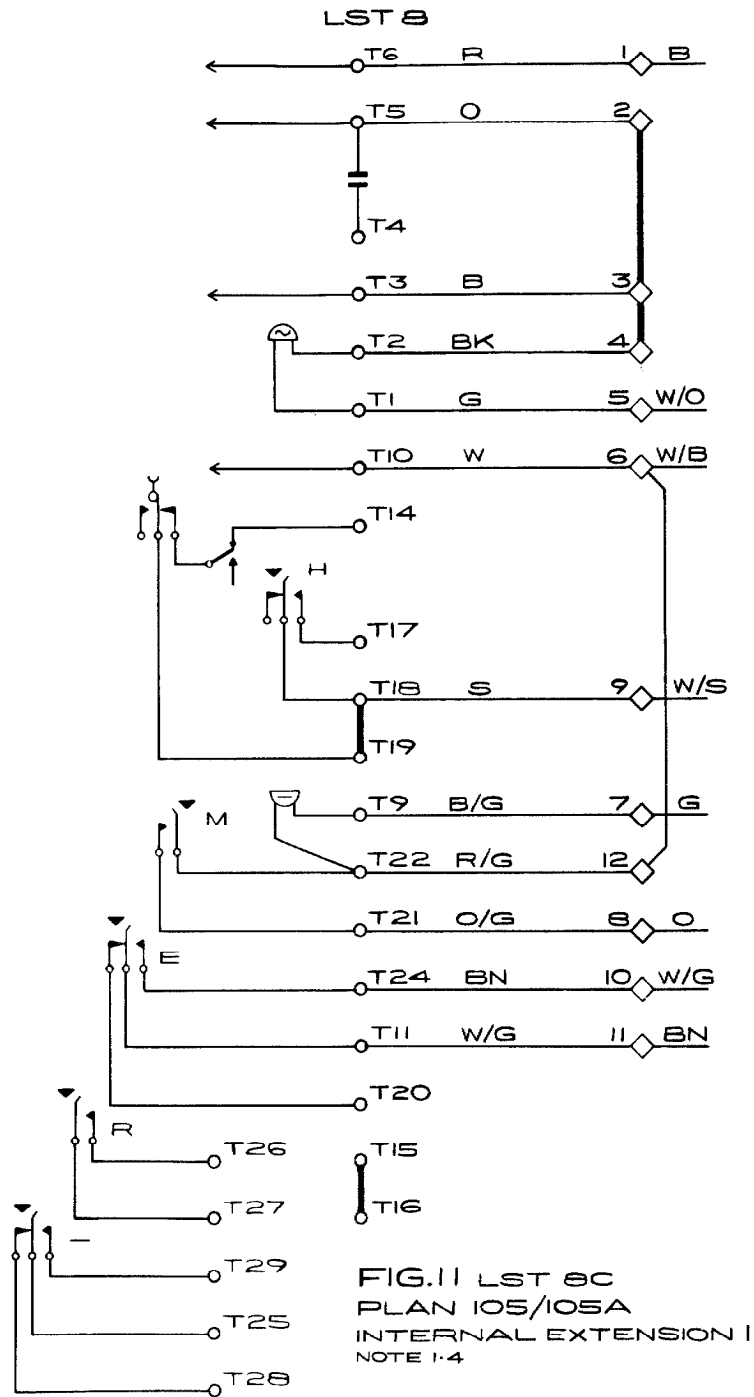 LST 8
T6 R 1 B
T5 O 2
T4
T3 B 3
T2 BK 4
T1 G 5 W/O
T10 W 6 W/B
T14
H
T17
T18 S 9 W/S
T19
T9 B/G 7 G
M
T22 R/G 12
T21 O/G 8 O
E
T24 BN 10 W/G
T11 W/G 11 BN
T20
R
T26 T15
T27 T16
T29
T25
T28
FIG.11 LST 8C
PLAN 105/105A
INTERNAL EXTENSION 1
NOTE 1·4